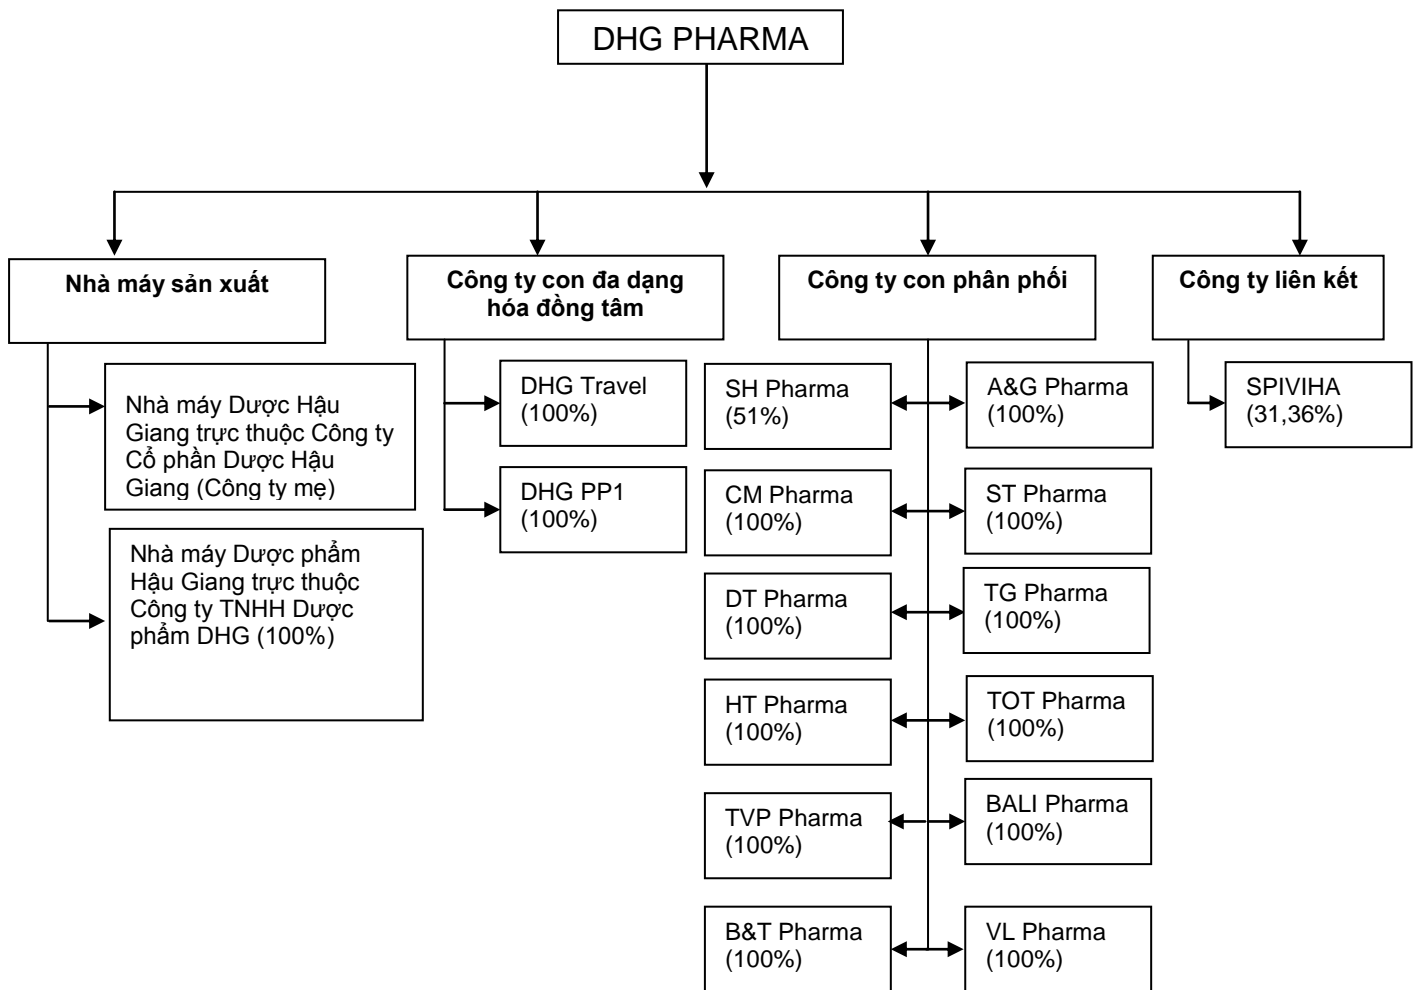 DHG PHARMA
Nhà máy sản xuất
Công ty con đa dạng
hóa đồng tâm
Công ty con phân phối
Công ty liên kết
Nhà máy Dược Hậu
Giang trực thuộc Công ty
Cổ phần Dược Hậu
Giang (Công ty mẹ)
Nhà máy Dược phẩm
Hậu Giang trực thuộc
Công ty TNHH Dược
phẩm DHG (100%)
DHG Travel
(100%)
DHG PP1
(100%)
SH Pharma
(51%)
A&G Pharma
(100%)
CM Pharma
(100%)
ST Pharma
(100%)
DT Pharma
(100%)
TG Pharma
(100%)
HT Pharma
(100%)
TOT Pharma
(100%)
TVP Pharma
(100%)
BALI Pharma
(100%)
B&T Pharma
(100%)
VL Pharma
(100%)
SPIVIHA
(31,36%)